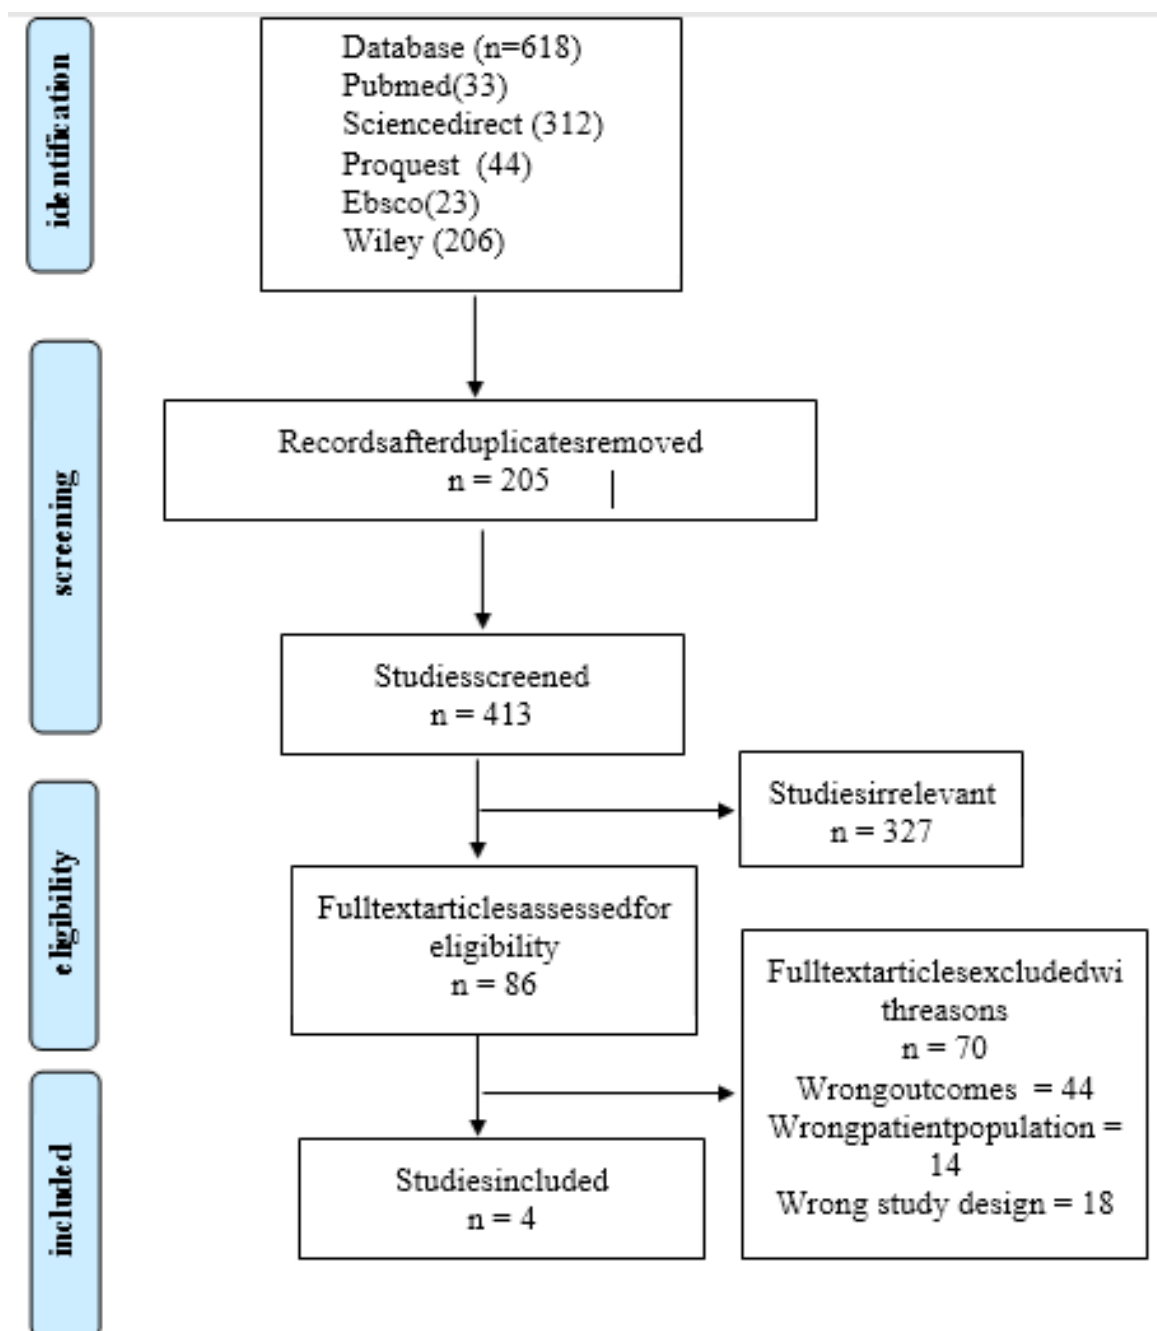 identification
Database (n=618)
Pubmed(33)
Sciencedirect (312)
Proquest (44)
Ebsco(23)
Wiley (206)
screening
Recordsafterduplicatesremoved
n = 205
Studiesscreened
n = 413
eligibility
Studiesirrelevant
n = 327
Fulltextarticlesassessedfor
eligibility
n = 86
Fulltextarticlesexcludedwi
threasons
n = 70
Wrongoutcomes = 44
Wrongpatientpopulation =
14
Wrong study design = 18
included
Studiesincluded
n = 4